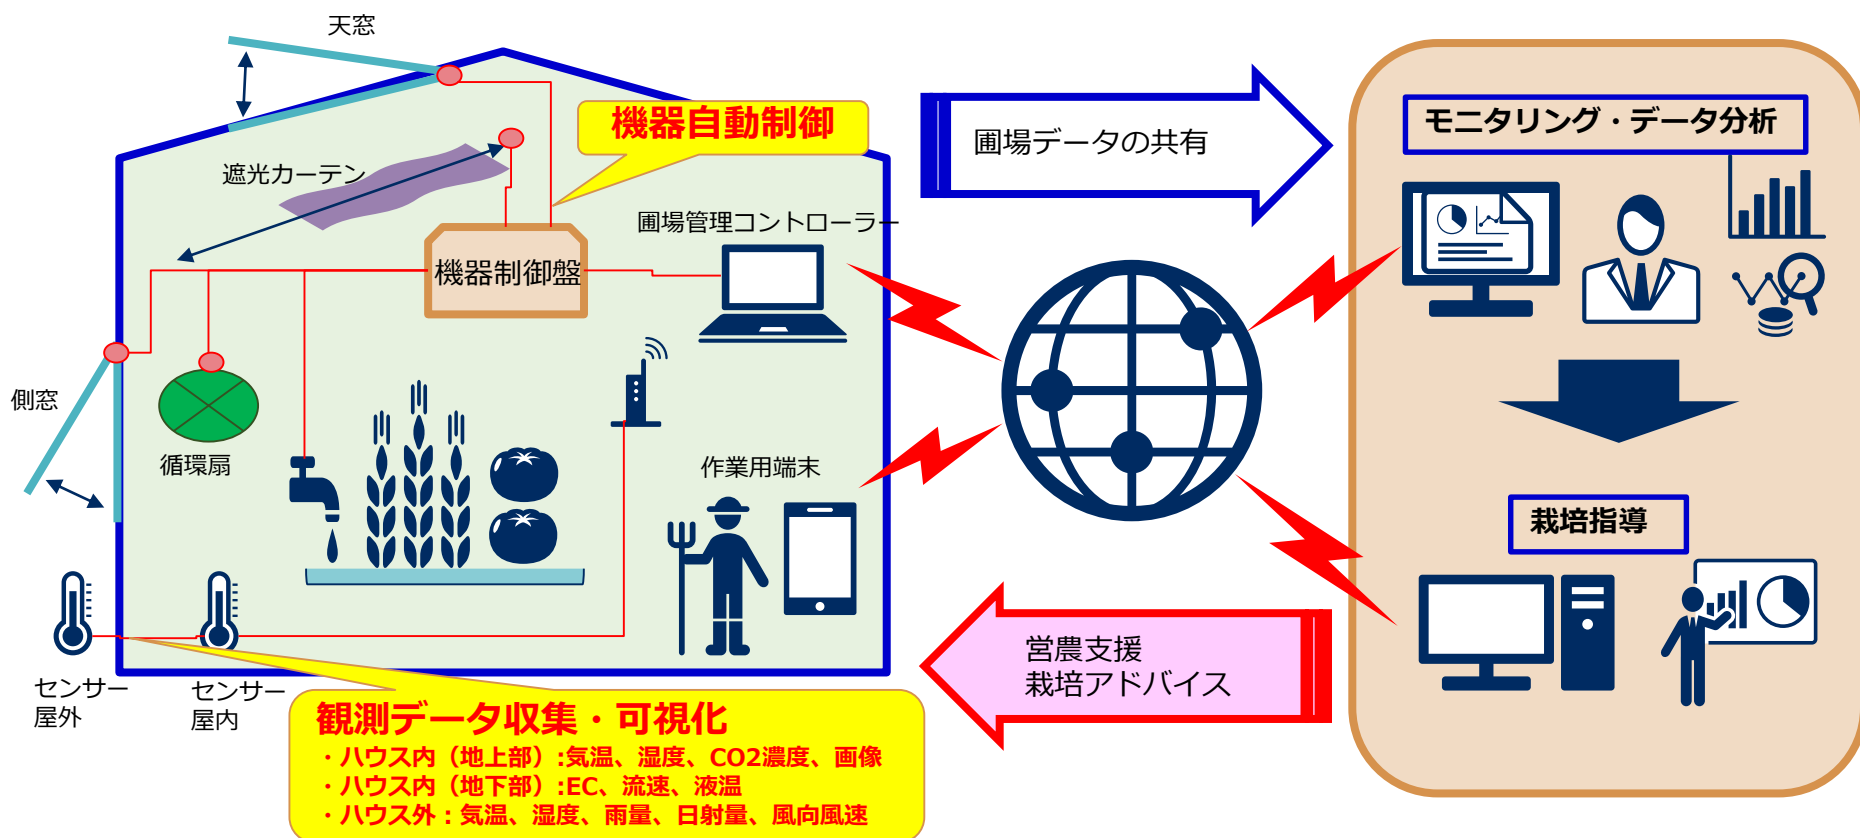 天窓
機器自動制御
遮光カーテン
圃場管理コントローラー
機器制御盤
側窓
循環扇
作業用端末
センサー
屋外
センサー
屋内
観測データ収集・可視化
・ハウス内（地上部）:気温、湿度、CO2濃度、画像
・ハウス内（地下部）:EC、流速、液温
・ハウス外：気温、湿度、雨量、日射量、風向風速
圃場データの共有
営農支援
栽培アドバイス
モニタリング・データ分析
栽培指導